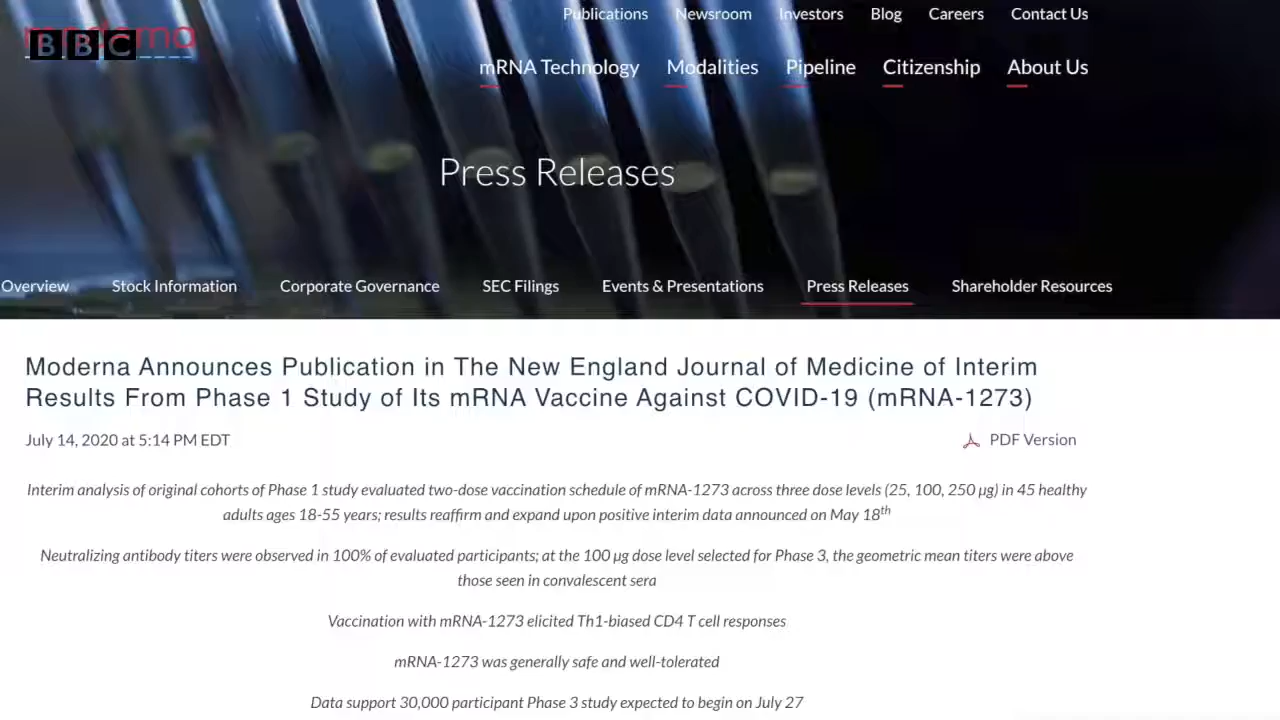 Publications Newsroom Investors Blog Careers Contact Us
BBC
mRNA Technology Modalities Pipeline Citizenship About Us
Press Releases
Overview Stock Information Corporate Governance SEC Filings Events & Presentations Press Releases Shareholder Resources
Moderna Announces Publication in The New England Journal of Medicine of Interim
Results From Phase 1 Study of Its mRNA Vaccine Against COVID-19 (mRNA-1273)
July 14, 2020 at 5:14 PM EDT PDF Version
Interim analysis of original cohorts of Phase 1 study evaluated two-dose vaccination schedule of mRNA-1273 across three dose levels (25, 100, 250 µg) in 45 healthy
adults ages 18-55 years; results reaffirm and expand upon positive interim data announced on May 18th
Neutralizing antibody titers were observed in 100% of evaluated participants; at the 100 µg dose level selected for Phase 3, the geometric mean titers were above
those seen in convalescent sera
Vaccination with mRNA-1273 elicited Th1-biased CD4 T cell responses
mRNA-1273 was generally safe and well-tolerated
Data support 30,000 participant Phase 3 study expected to begin on July 27